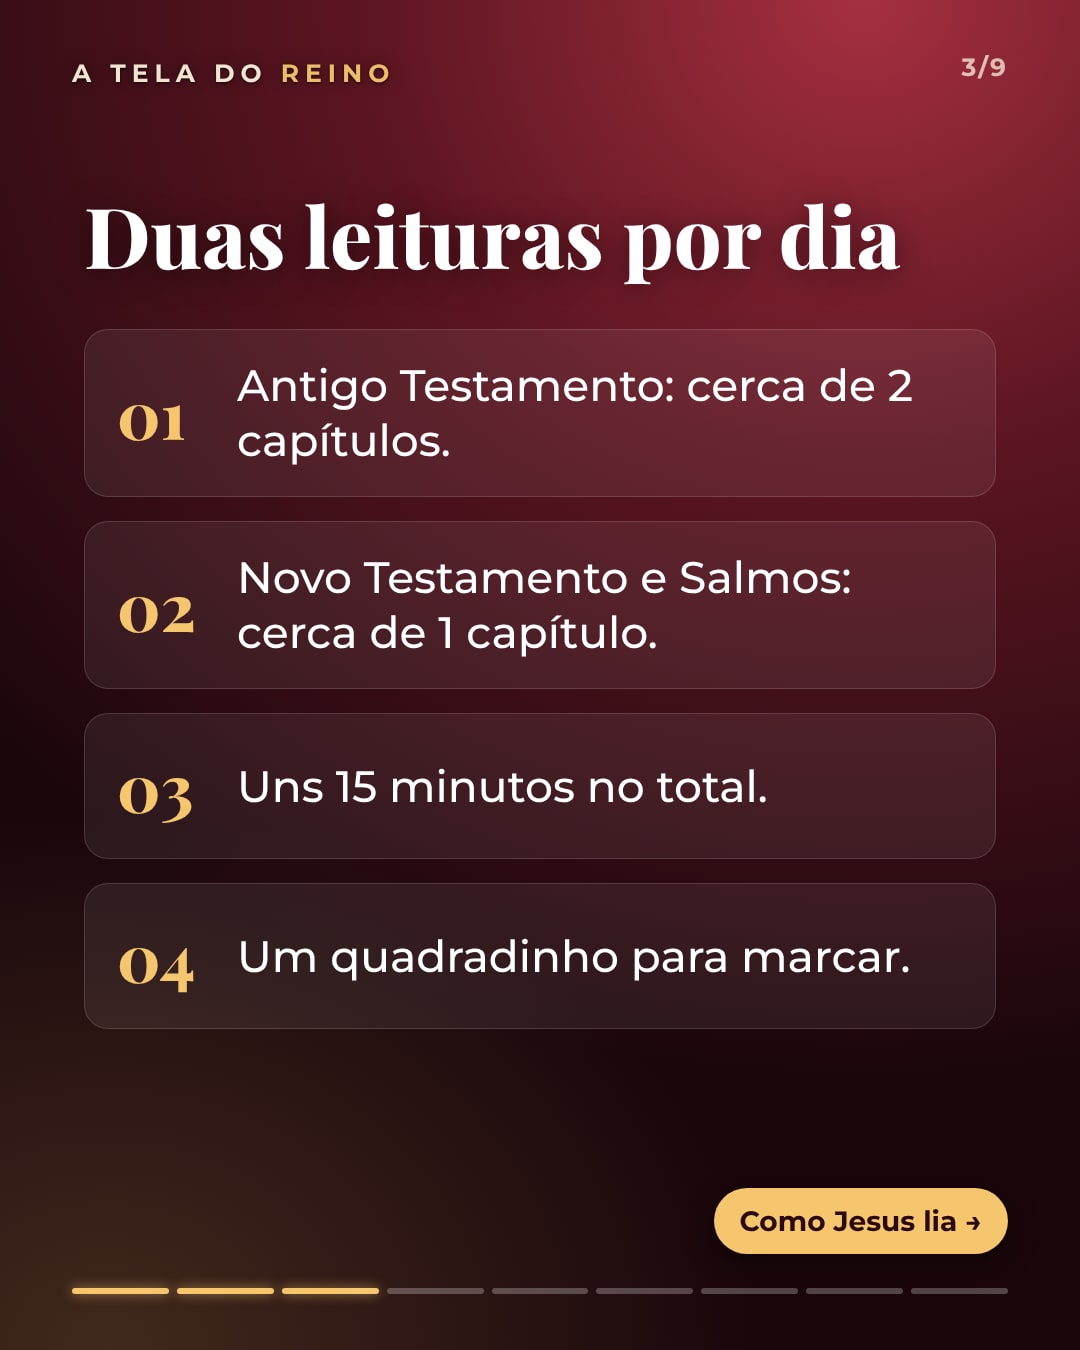 A TELA DO REINO
3/9
Duas leituras por dia
01
Antigo Testamento: cerca de 2
capítulos.
02
Novo Testamento e Salmos:
cerca de 1 capítulo.
03
Uns 15 minutos no total.
04
Um quadradinho para marcar.
Como Jesus lia →